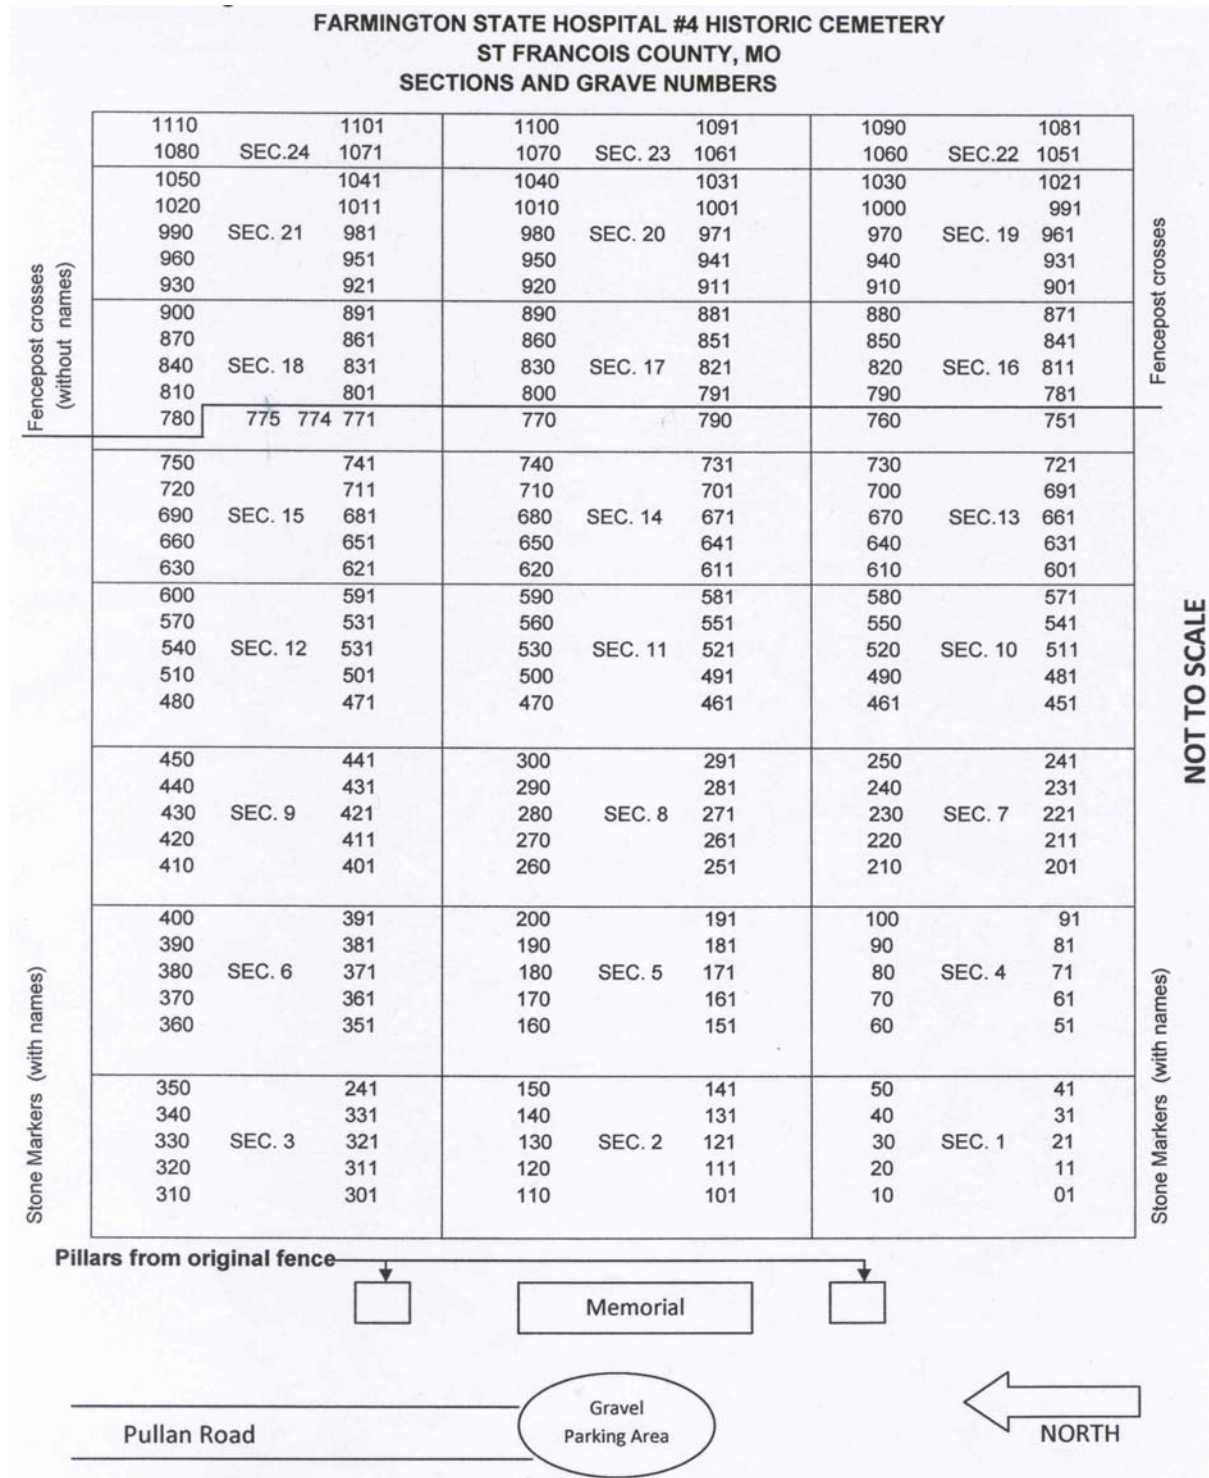 FARMINGTON STATE HOSPITAL #4 HISTORIC CEMETERY
ST FRANCOIS COUNTY, MO
SECTIONS AND GRAVE NUMBERS
1110 1101 1100 1091 1090 1081
1080 SEC.24 1071 1070 SEC. 23 1061 1060 SEC.22 1051
1050 1041 1040 1031 1030 1021
1020 1011 1010 1001 1000 991
990 SEC. 21 981 980 SEC. 20 971 970 SEC. 19 961
960 951 950 941 940 931
930 921 920 911 910 901
900 891 890 881 880 871
870 861 860 851 850 841
840 SEC. 18 831 830 SEC. 17 821 820 SEC. 16 811
810 801 800 791 790 781
780 775 774 771 770 790 760 751
750 741 740 731 730 721
720 711 710 701 700 691
690 SEC. 15 681 680 SEC. 14 671 670 SEC.13 661
660 651 650 641 640 631
630 621 620 611 610 601
600 591 590 581 580 571
570 531 560 551 550 541
540 SEC. 12 531 530 SEC. 11 521 520 SEC. 10 511
510 501 500 491 490 481
480 471 470 461 461 451
450 441 300 291 250 241
440 431 290 281 240 231
430 SEC. 9 421 280 SEC. 8 271 230 SEC. 7 221
420 411 270 261 220 211
410 401 260 251 210 201
400 391 200 191 100 91
390 381 190 181 90 81
380 SEC. 6 371 180 SEC. 5 171 80 SEC. 4 71
370 361 170 161 70 61
360 351 160 151 60 51
350 241 150 141 50 41
340 331 140 131 40 31
330 SEC. 3 321 130 SEC. 2 121 30 SEC. 1 21
320 311 120 111 20 11
310 301 110 101 10 01
Fencepost crosses
(without names)
Stone Markers (with names)
Fencepost crosses
Stone Markers (with names)
NOT TO SCALE
Pillars from original fence
Memorial
Gravel
Parking Area
Pullan Road
NORTH